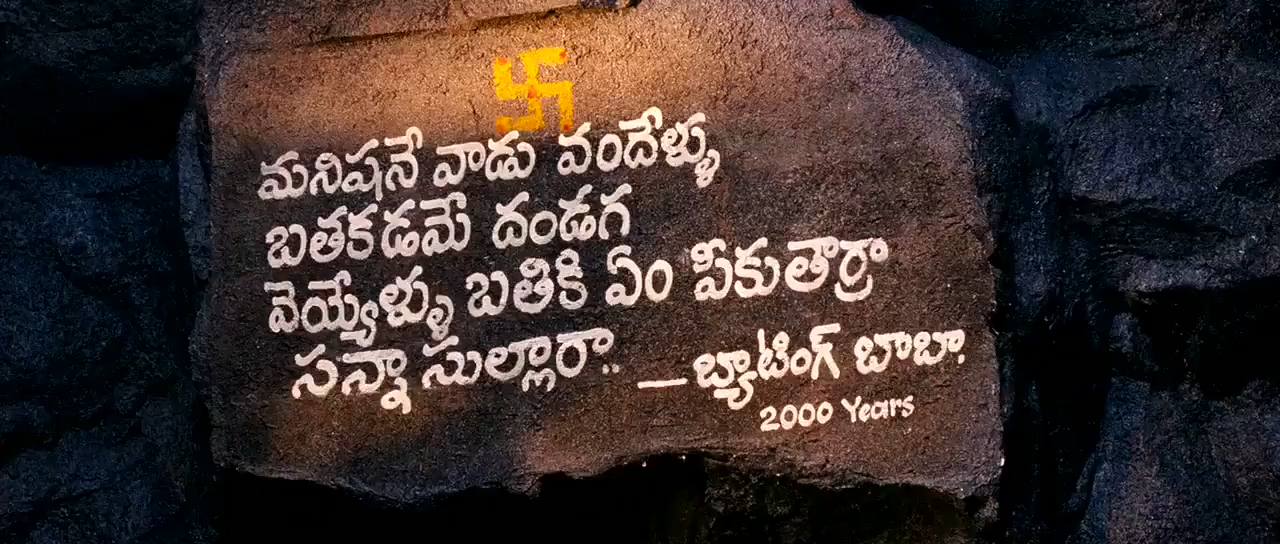 మనిషనే వాడు వందేళ్ళు
బతకడమే దండగ
వెయ్యేళ్ళు బతికి ఏం పీకుతార్రా
సన్నాసుల్లారా..
—బ్యాటింగ్ బాబా.
2000 Years